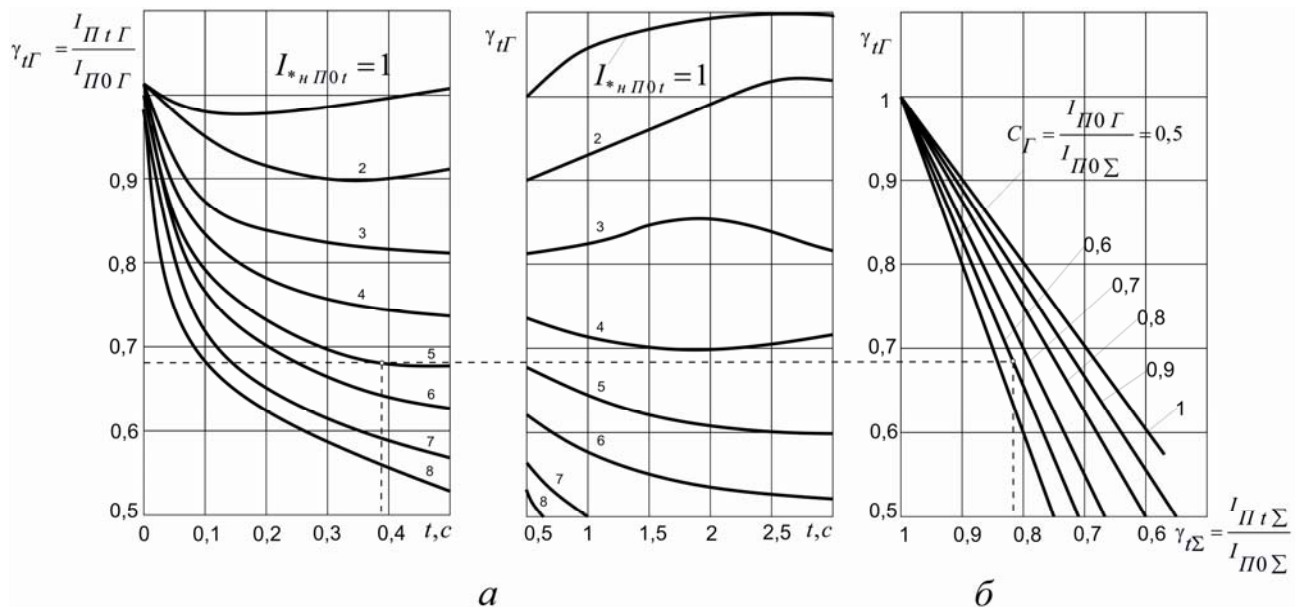 γtГ = IПtГ / IП0Г
I*нП0t = 1
2
3
4
5
6
7
8
0,9
0,8
0,7
0,6
0,5
0 0,1 0,2 0,3 0,4 t,c
γtГ
I*нП0t = 1
2
3
4
5
6
7
8
0,5 1 1,5 2 2,5 t,c
а
γtГ
1
0,9
0,8
0,7
0,6
0,5
CГ = IП0Г / IП0Σ = 0,5
0,6
0,7
0,8
0,9
1
1 0,9 0,8 0,7 0,6
γtΣ = IПtΣ / IП0Σ
б